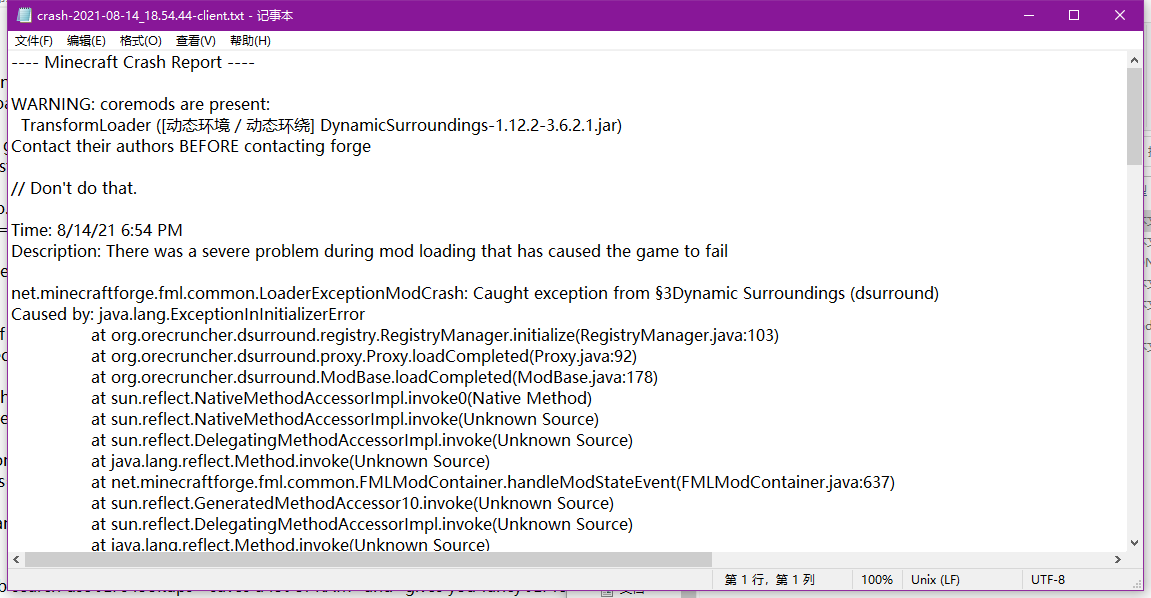 crash-2021-08-14_18.54.44-client.txt - 记事本
文件(F) 编辑(E) 格式(O) 查看(V) 帮助(H)
---- Minecraft Crash Report ----
WARNING: coremods are present:
TransformLoader ([动态环境 / 动态环绕] DynamicSurroundings-1.12.2-3.6.2.1.jar)
Contact their authors BEFORE contacting forge
// Don't do that.
Time: 8/14/21 6:54 PM
Description: There was a severe problem during mod loading that has caused the game to fail
net.minecraftforge.fml.common.LoaderExceptionModCrash: Caught exception from §3Dynamic Surroundings (dsurround)
Caused by: java.lang.ExceptionInInitializerError
at org.orecruncher.dsurround.registry.RegistryManager.initialize(RegistryManager.java:103)
at org.orecruncher.dsurround.proxy.Proxy.loadCompleted(Proxy.java:92)
at org.orecruncher.dsurround.ModBase.loadCompleted(ModBase.java:178)
at sun.reflect.NativeMethodAccessorImpl.invoke0(Native Method)
at sun.reflect.NativeMethodAccessorImpl.invoke(Unknown Source)
at sun.reflect.DelegatingMethodAccessorImpl.invoke(Unknown Source)
at java.lang.reflect.Method.invoke(Unknown Source)
at net.minecraftforge.fml.common.FMLModContainer.handleModStateEvent(FMLModContainer.java:637)
at sun.reflect.GeneratedMethodAccessor10.invoke(Unknown Source)
at sun.reflect.DelegatingMethodAccessorImpl.invoke(Unknown Source)
at java.lang.reflect.Method.invoke(Unknown Source)
第 1 行，第 1 列 100% Unix (LF) UTF-8